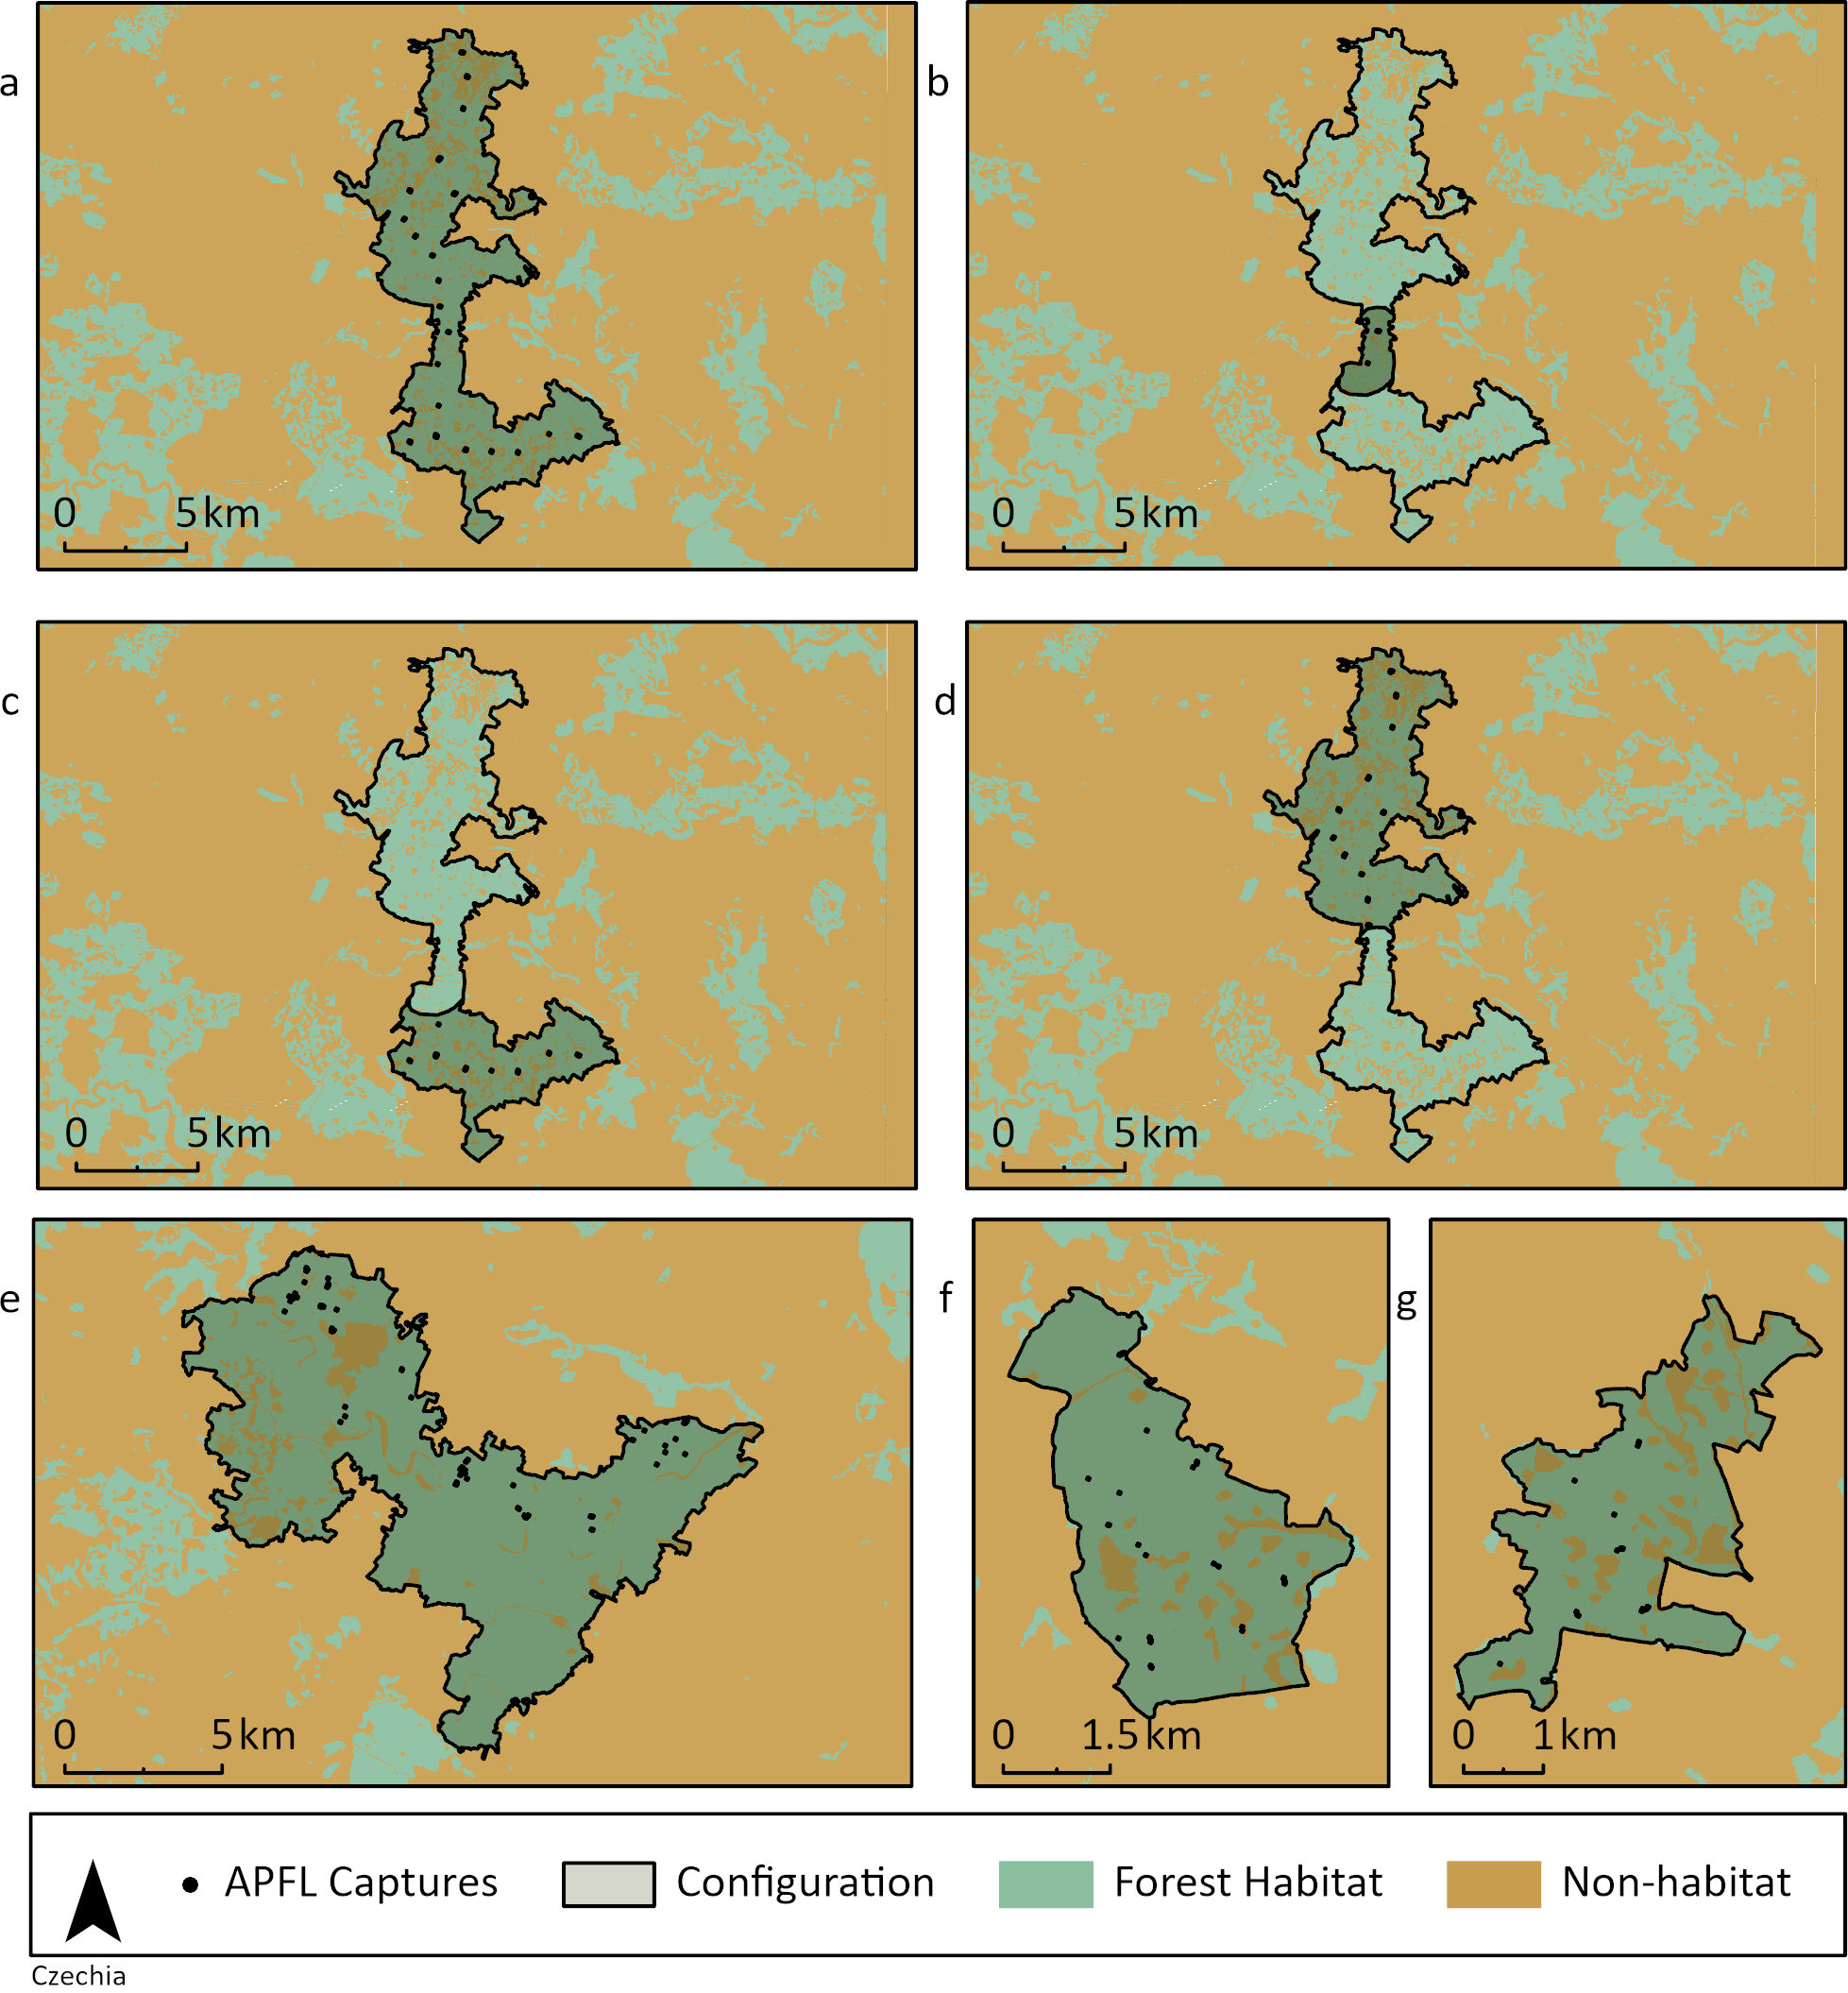 a
b
0 5 km
0 5 km
c
d
0 5 km
0 5 km
e
f
g
0 5 km
0 1.5 km
0 1 km
APFL Captures
Configuration
Forest Habitat
Non-habitat
Czechia